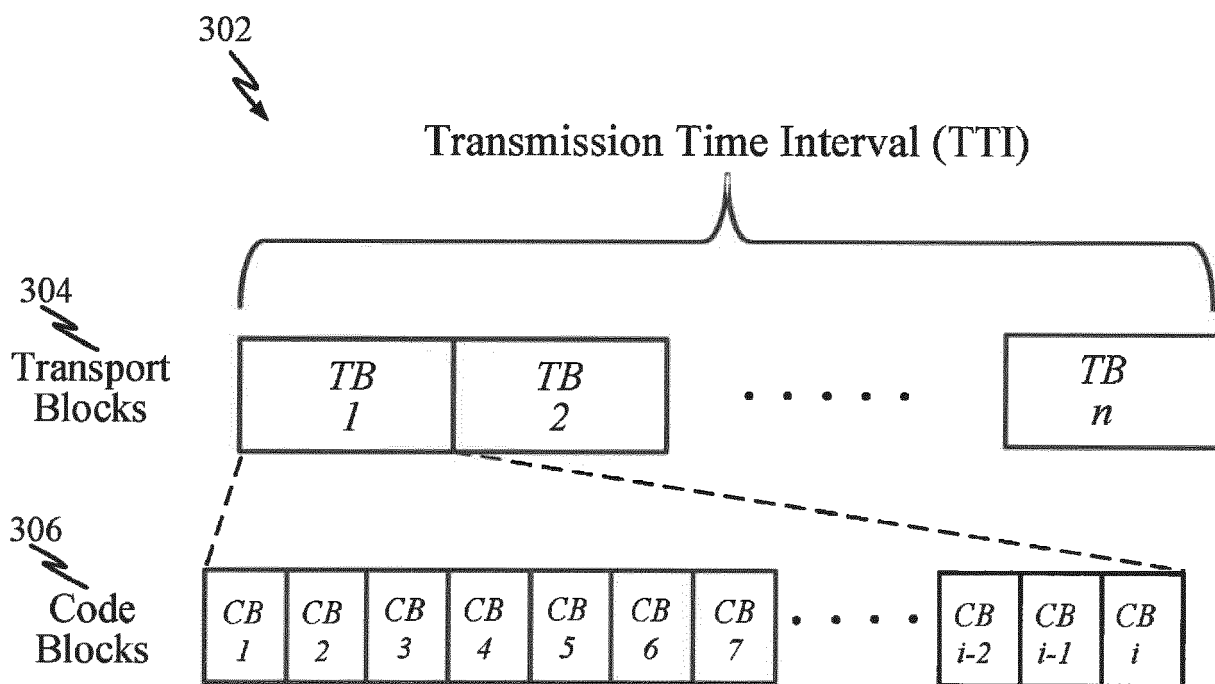 302
Transmission Time Interval (TTI)
304
Transport
Blocks
TB
1
TB
2
TB
n
306
Code
Blocks
CB
1
CB
2
CB
3
CB
4
CB
5
CB
6
CB
7
CB
i-2
CB
i-1
CB
i